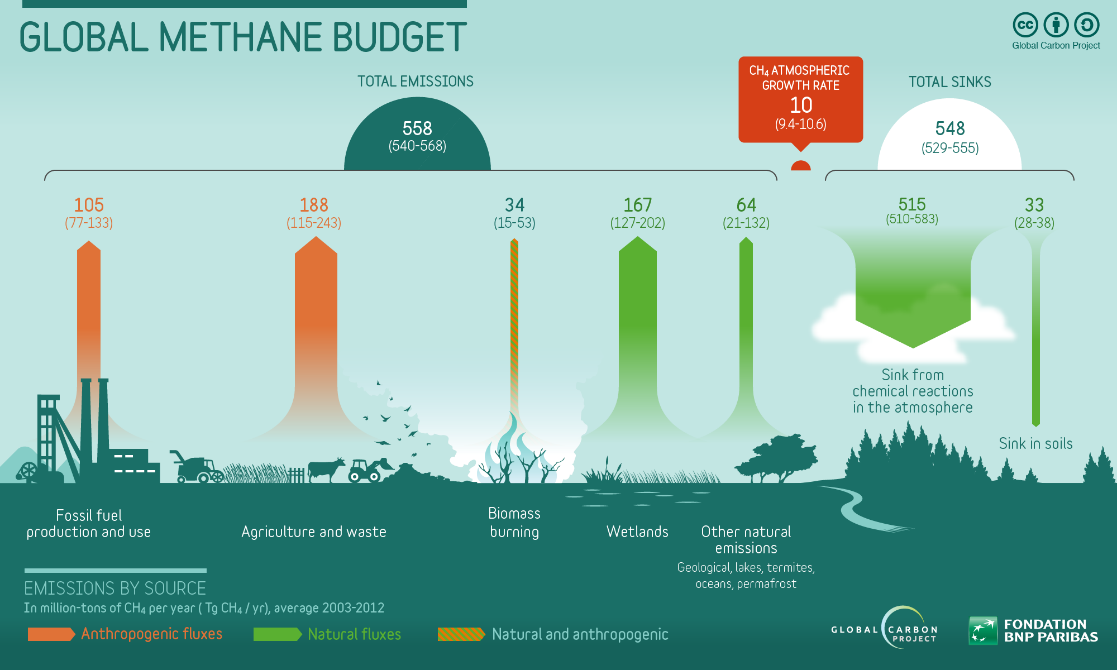 GLOBAL METHANE BUDGET
cc
Global Carbon Project
TOTAL EMISSIONS
558
(540-568)
CH₄ ATMOSPHERIC
GROWTH RATE
10
(9.4-10.6)
TOTAL SINKS
548
(529-555)
105
(77-133)
188
(115-243)
34
(15-53)
167
(127-202)
64
(21-132)
515
(510-583)
33
(28-38)
Sink from
chemical reactions
in the atmosphere
Sink in soils
Fossil fuel
production and use
Agriculture and waste
Biomass
burning
Wetlands
Other natural
emissions
Geological, lakes, termites,
oceans, permafrost
EMISSIONS BY SOURCE
In million-tons of CH₄ per year ( Tg CH₄ / yr), average 2003-2012
Anthropogenic fluxes
Natural fluxes
Natural and anthropogenic
GLOBAL CARBON
PROJECT
FONDATION
BNP PARIBAS